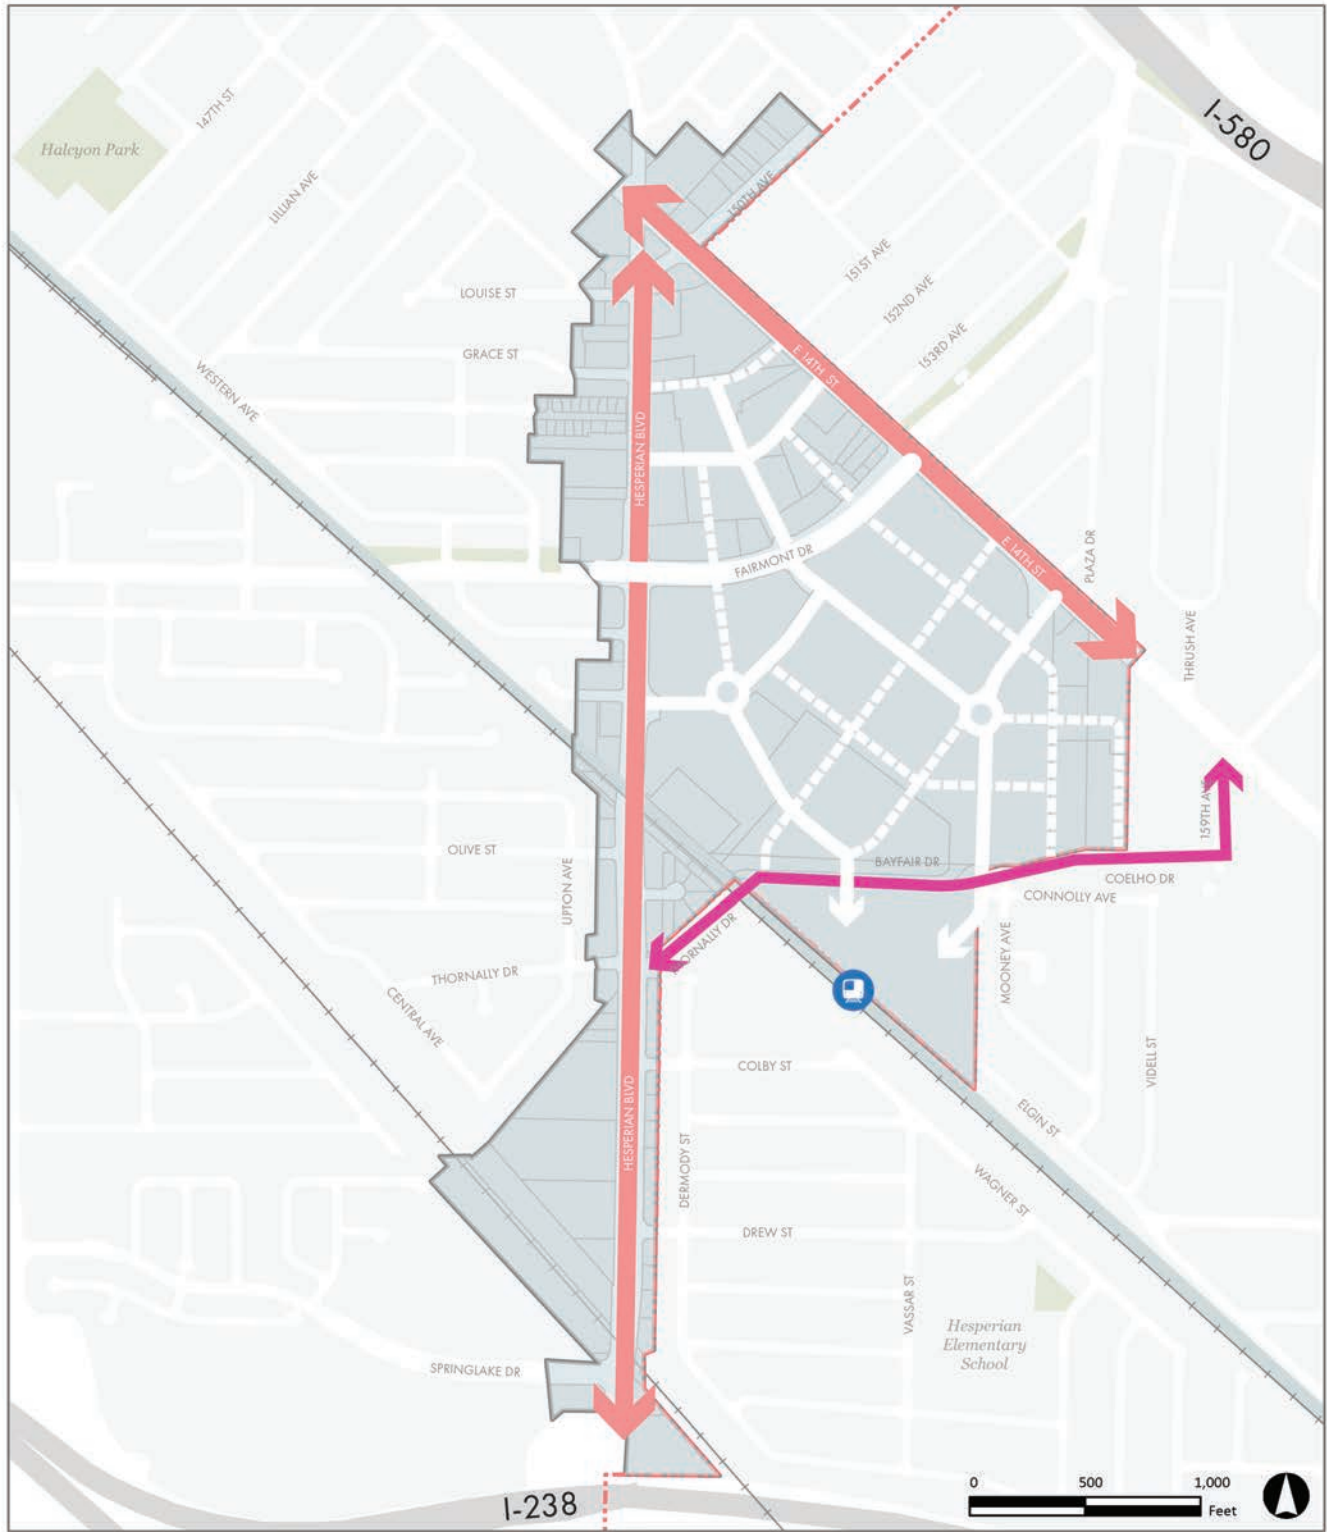 I-580
147TH ST
Halcyon Park
LILLIAN AVE
150TH AVE
151ST AVE
LOUISE ST
152ND AVE
153RD AVE
GRACE ST
E 14TH ST
WESTERN AVE
HESPERIAN BLVD
FAIRMONT DR
E 14TH ST
PLAZA DR
THRUSH AVE
159TH AVE
OLIVE ST
BAYFAIR DR
COELHO DR
UPTON AVE
CONNOLLY AVE
THORNALLY DR
THORNALLY DR
MOONEY AVE
CENTRAL AVE
COLBY ST
VIDELL ST
HESPERIAN BLVD
ELGIN ST
DERMODY ST
WAGNER ST
DREW ST
VASSAR ST
Hesperian
Elementary
School
SPRINGLAKE DR
0 500 1,000
Feet
I-238